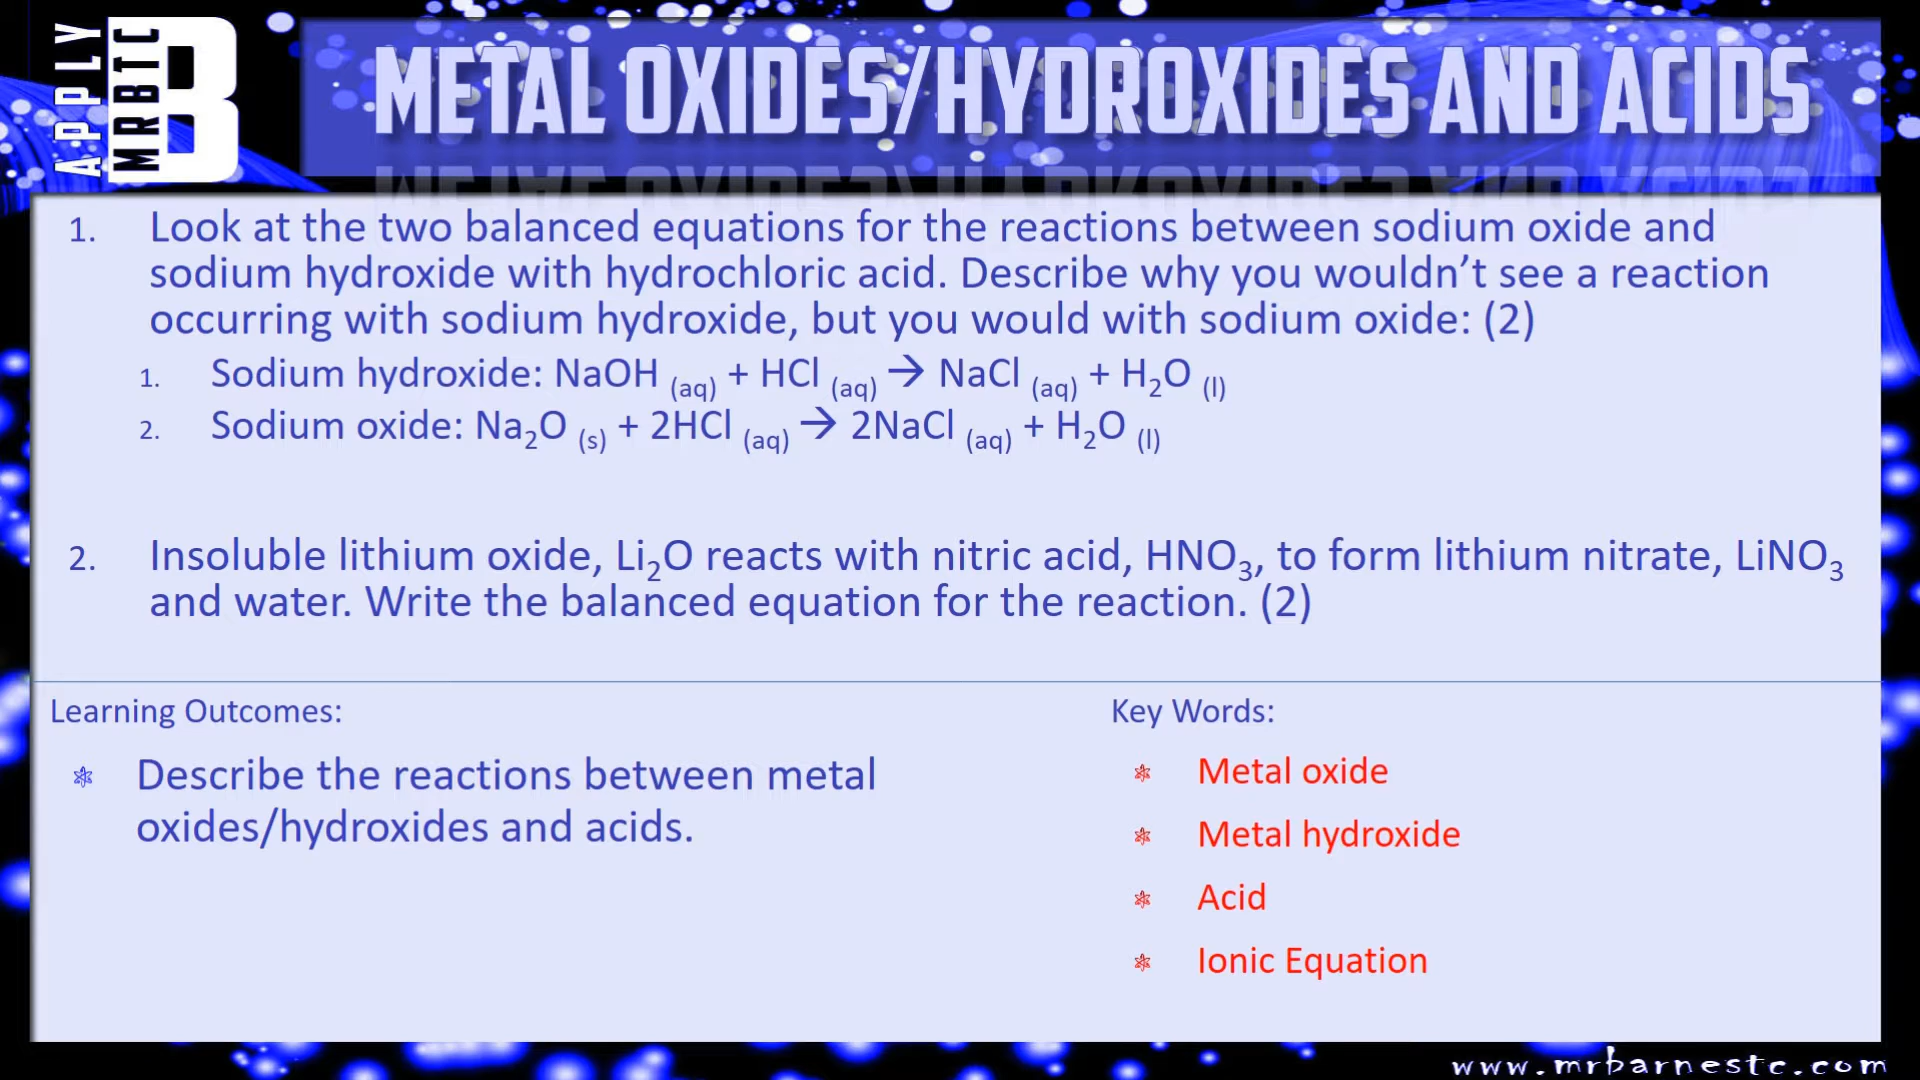 APPLY
MRBTC
B
METAL OXIDES/HYDROXIDES AND ACIDS
1. Look at the two balanced equations for the reactions between sodium oxide and
sodium hydroxide with hydrochloric acid. Describe why you wouldn’t see a reaction
occurring with sodium hydroxide, but you would with sodium oxide: (2)
1. Sodium hydroxide: NaOH (aq) + HCl (aq) → NaCl (aq) + H₂O (l)
2. Sodium oxide: Na₂O (s) + 2HCl (aq) → 2NaCl (aq) + H₂O (l)
2. Insoluble lithium oxide, Li₂O reacts with nitric acid, HNO₃, to form lithium nitrate, LiNO₃
and water. Write the balanced equation for the reaction. (2)
Learning Outcomes:
Describe the reactions between metal
oxides/hydroxides and acids.
Key Words:
Metal oxide
Metal hydroxide
Acid
Ionic Equation
www.mrbarnestc.com